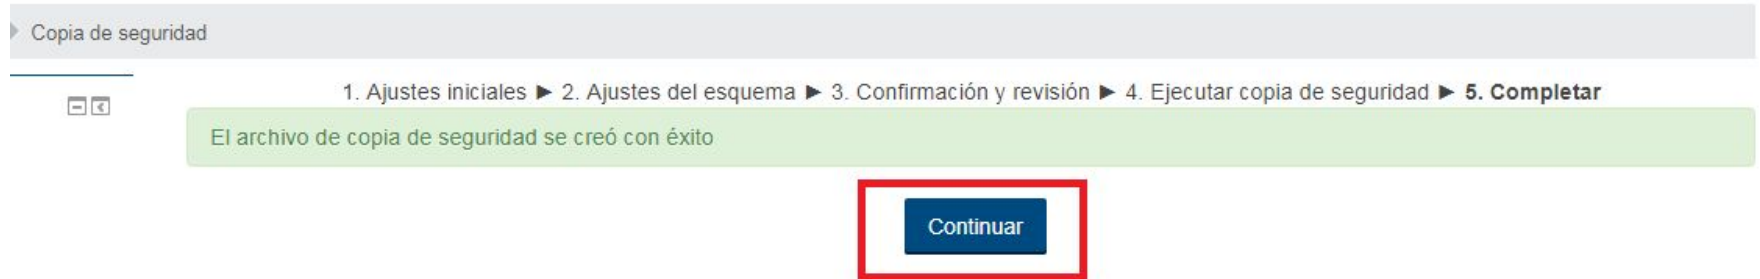 Copia de seguridad
1. Ajustes iniciales ► 2. Ajustes del esquema ► 3. Confirmación y revisión ► 4. Ejecutar copia de seguridad ► 5. Completar
El archivo de copia de seguridad se creó con éxito
Continuar